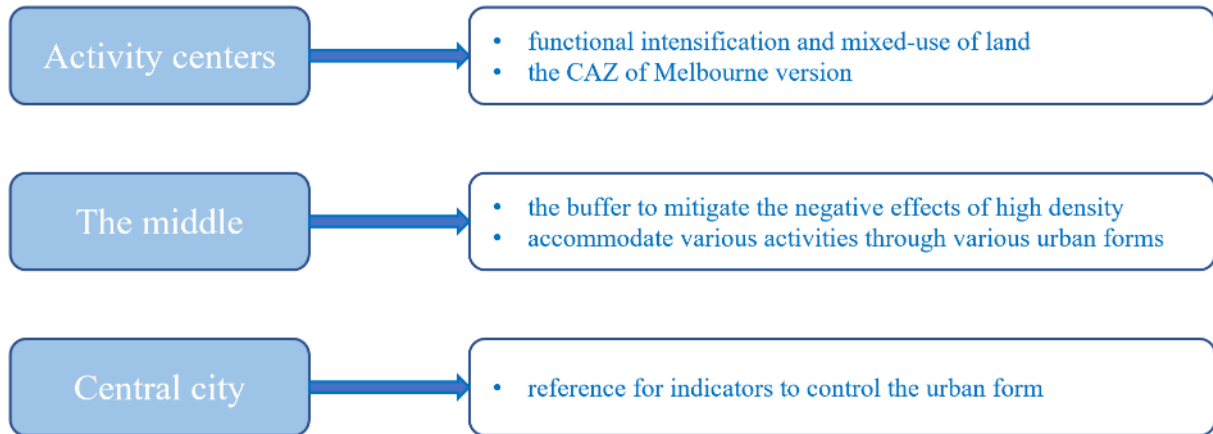 Activity centers
• functional intensification and mixed-use of land
• the CAZ of Melbourne version
The middle
• the buffer to mitigate the negative effects of high density
• accommodate various activities through various urban forms
Central city
• reference for indicators to control the urban form